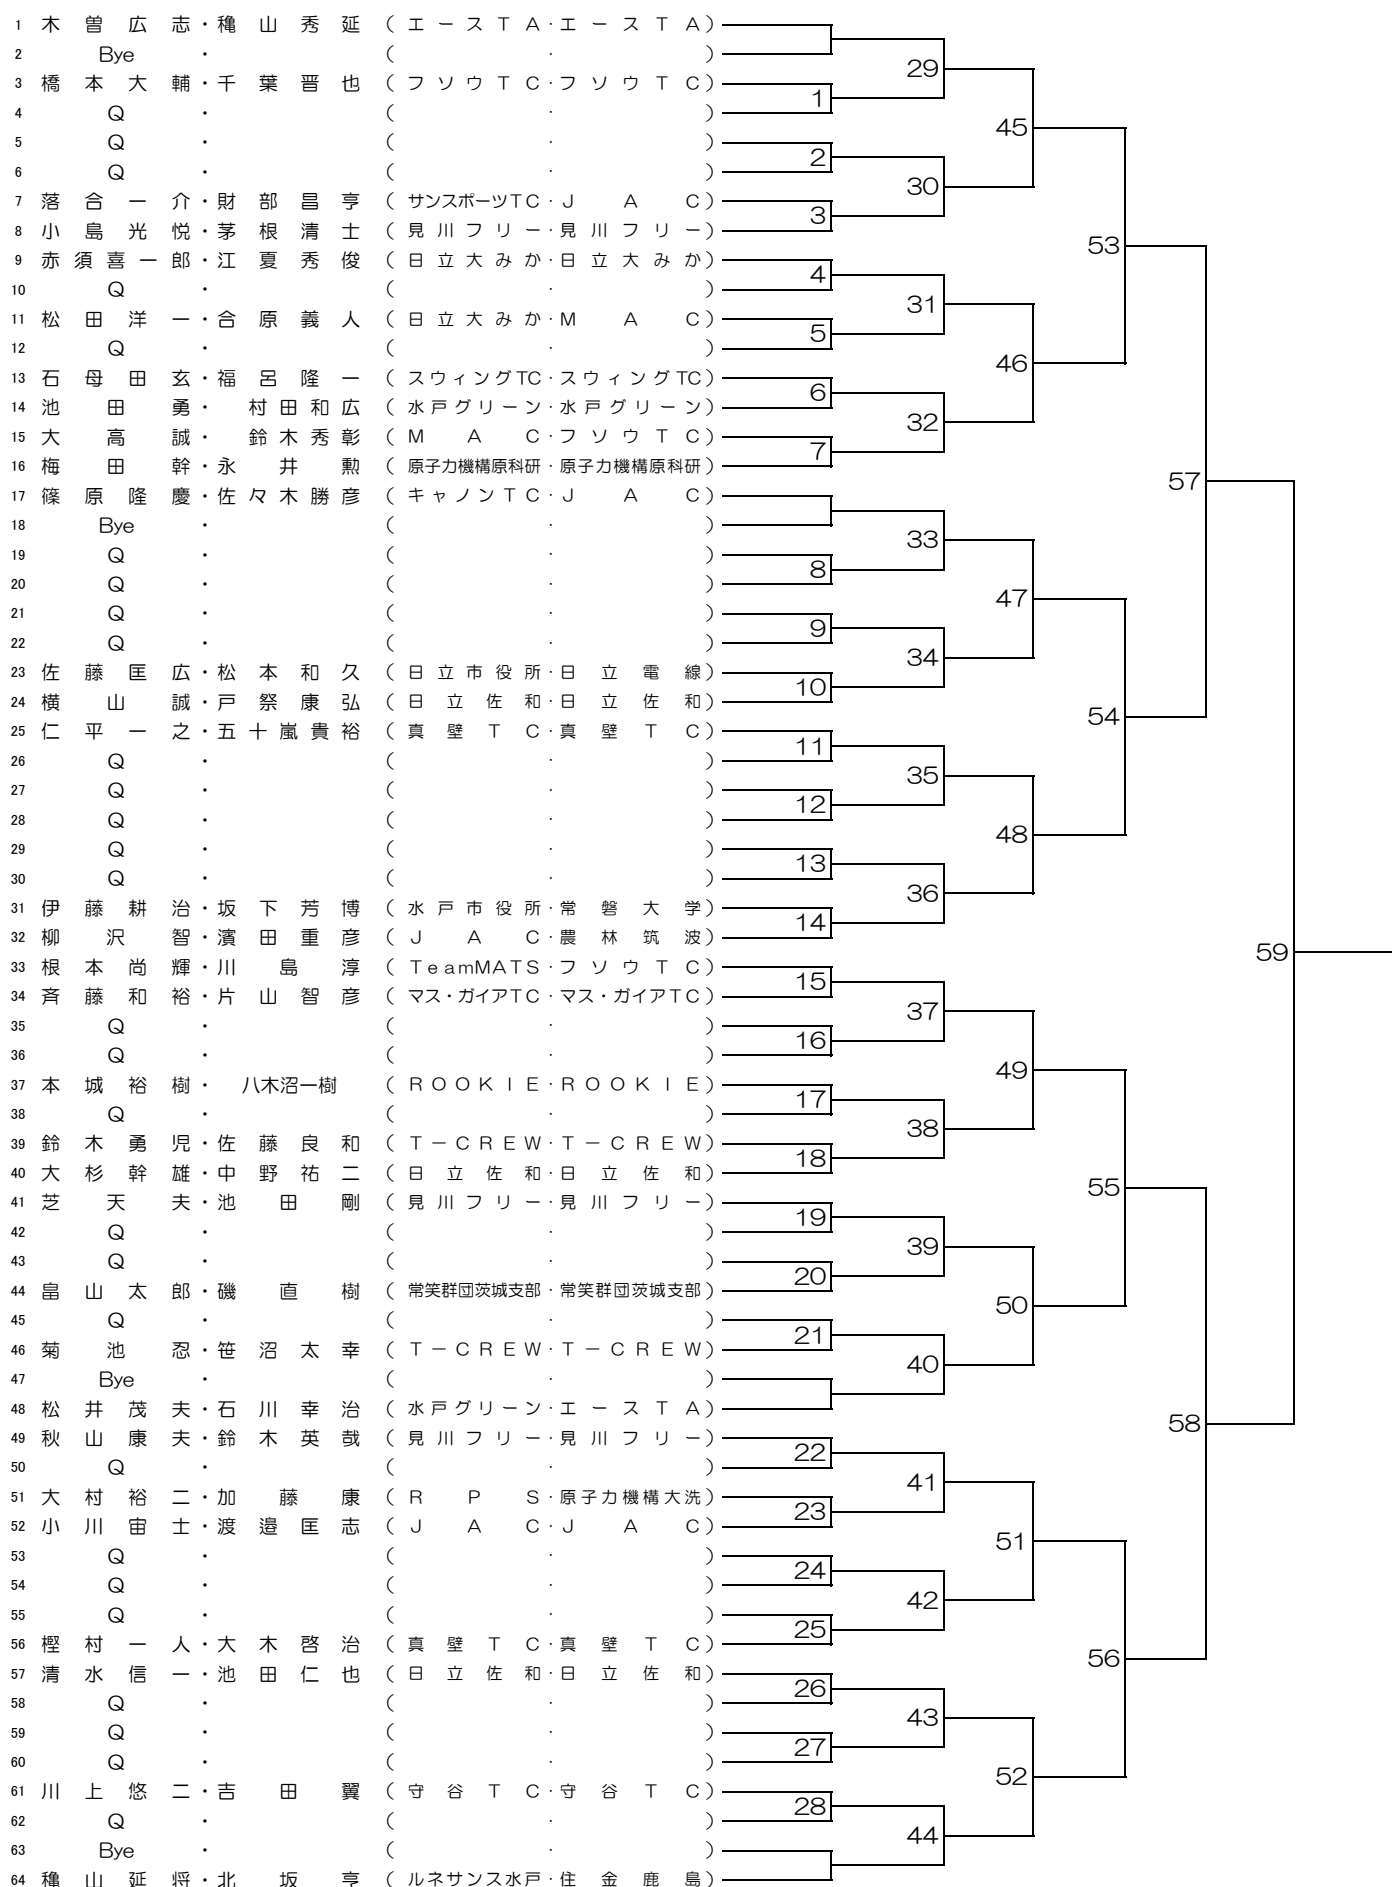 1 木曽広志・穐山秀延 (エースTA・エースTA)
2 Bye ・ ( ・ )
29
3 橋本大輔・千葉晋也 (フソウTC・フソウTC)
1
4 Q ・ ( ・ )
45
5 Q ・ ( ・ )
2
6 Q ・ ( ・ )
30
7 落合一介・財部昌亨 (サンスポーツTC・JAC)
3
8 小島光悦・茅根清士 (見川フリー・見川フリー)
53
9 赤須喜一郎・江夏秀俊 (日立大みか・日立大みか)
4
10 Q ・ ( ・ )
31
11 松田洋一・合原義人 (日立大みか・MAC)
5
12 Q ・ ( ・ )
46
13 石母田玄・福呂隆一 (スウィングTC・スウィングTC)
6
14 池田勇・村田和広 (水戸グリーン・水戸グリーン)
32
15 大高誠・鈴木秀彰 (MAC・フソウTC)
7
16 梅田幹・永井勲 (原子力機構原科研・原子力機構原科研)
57
17 篠原隆慶・佐々木勝彦 (キャノンTC・JAC)
18 Bye ・ ( ・ )
33
19 Q ・ ( ・ )
8
20 Q ・ ( ・ )
47
21 Q ・ ( ・ )
9
22 Q ・ ( ・ )
34
23 佐藤匡広・松本和久 (日立市役所・日立電線)
10
24 横山誠・戸祭康弘 (日立佐和・日立佐和)
54
25 仁平一之・五十嵐貴裕 (真壁TC・真壁TC)
11
26 Q ・ ( ・ )
35
27 Q ・ ( ・ )
12
28 Q ・ ( ・ )
48
29 Q ・ ( ・ )
13
30 Q ・ ( ・ )
36
31 伊藤耕治・坂下芳博 (水戸市役所・常磐大学)
14
32 柳沢智・濱田重彦 (JAC・農林筑波)
59
33 根本尚輝・川島淳 (TeamMATS・フソウTC)
15
34 斉藤和裕・片山智彦 (マス・ガイアTC・マス・ガイアTC)
37
35 Q ・ ( ・ )
16
36 Q ・ ( ・ )
49
37 本城裕樹・八木沼一樹 (ROOKIE・ROOKIE)
17
38 Q ・ ( ・ )
38
39 鈴木勇児・佐藤良和 (T－CREW・T－CREW)
18
40 大杉幹雄・中野祐二 (日立佐和・日立佐和)
55
41 芝天夫・池田剛 (見川フリー・見川フリー)
19
42 Q ・ ( ・ )
39
43 Q ・ ( ・ )
20
44 畠山太郎・磯直樹 (常笑群団茨城支部・常笑群団茨城支部)
50
45 Q ・ ( ・ )
21
46 菊池忍・笹沼太幸 (T－CREW・T－CREW)
40
47 Bye ・ ( ・ )
48 松井茂夫・石川幸治 (水戸グリーン・エースTA)
58
49 秋山康夫・鈴木英哉 (見川フリー・見川フリー)
22
50 Q ・ ( ・ )
41
51 大村裕二・加藤康 (RPS・原子力機構大洗)
23
52 小川宙士・渡邉匡志 (JAC・JAC)
51
53 Q ・ ( ・ )
24
54 Q ・ ( ・ )
42
55 Q ・ ( ・ )
25
56 樫村一人・大木啓治 (真壁TC・真壁TC)
56
57 清水信一・池田仁也 (日立佐和・日立佐和)
26
58 Q ・ ( ・ )
43
59 Q ・ ( ・ )
27
60 Q ・ ( ・ )
52
61 川上悠二・吉田翼 (守谷TC・守谷TC)
28
62 Q ・ ( ・ )
44
63 Bye ・ ( ・ )
64 穐山延将・北坂亨 (ルネサンス水戸・住金鹿島)